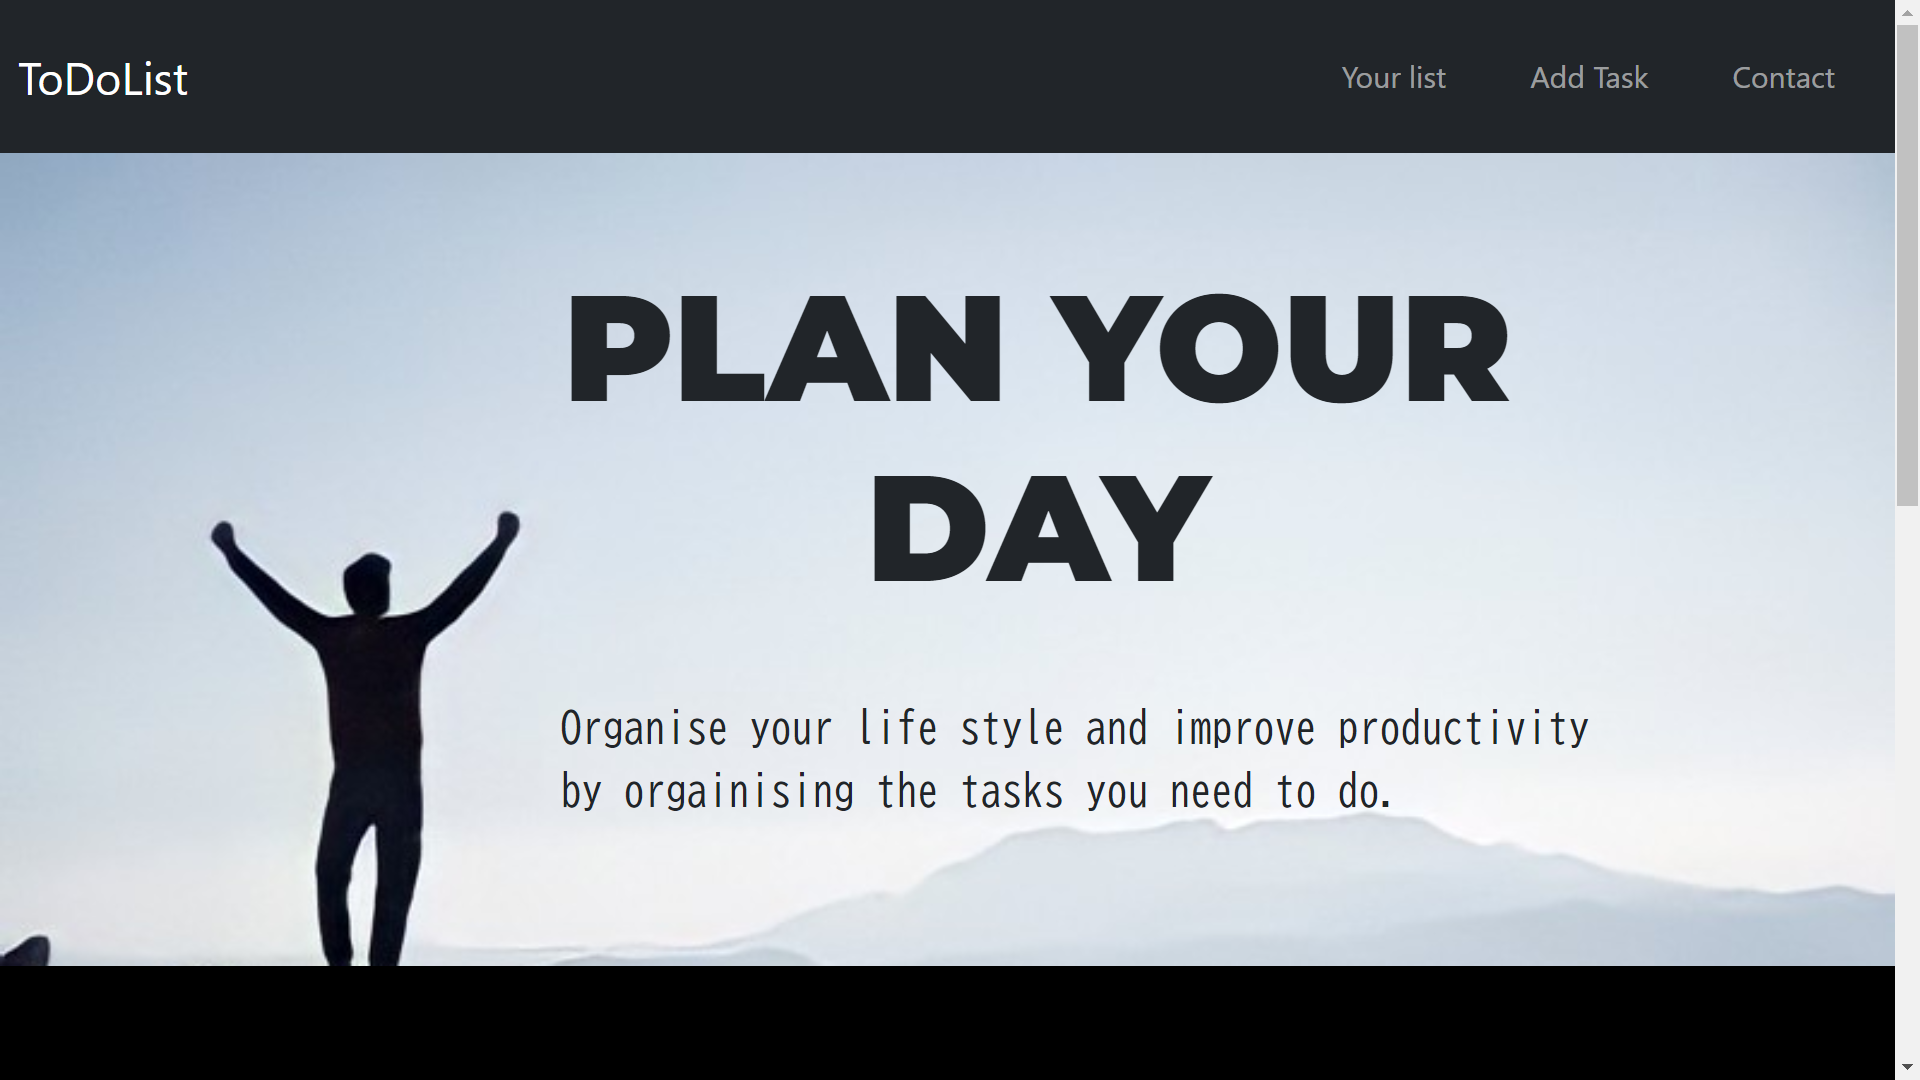 ToDoList
Your list
Add Task
Contact
PLAN YOUR
DAY
Organise your life style and improve productivity
by orgainising the tasks you need to do.